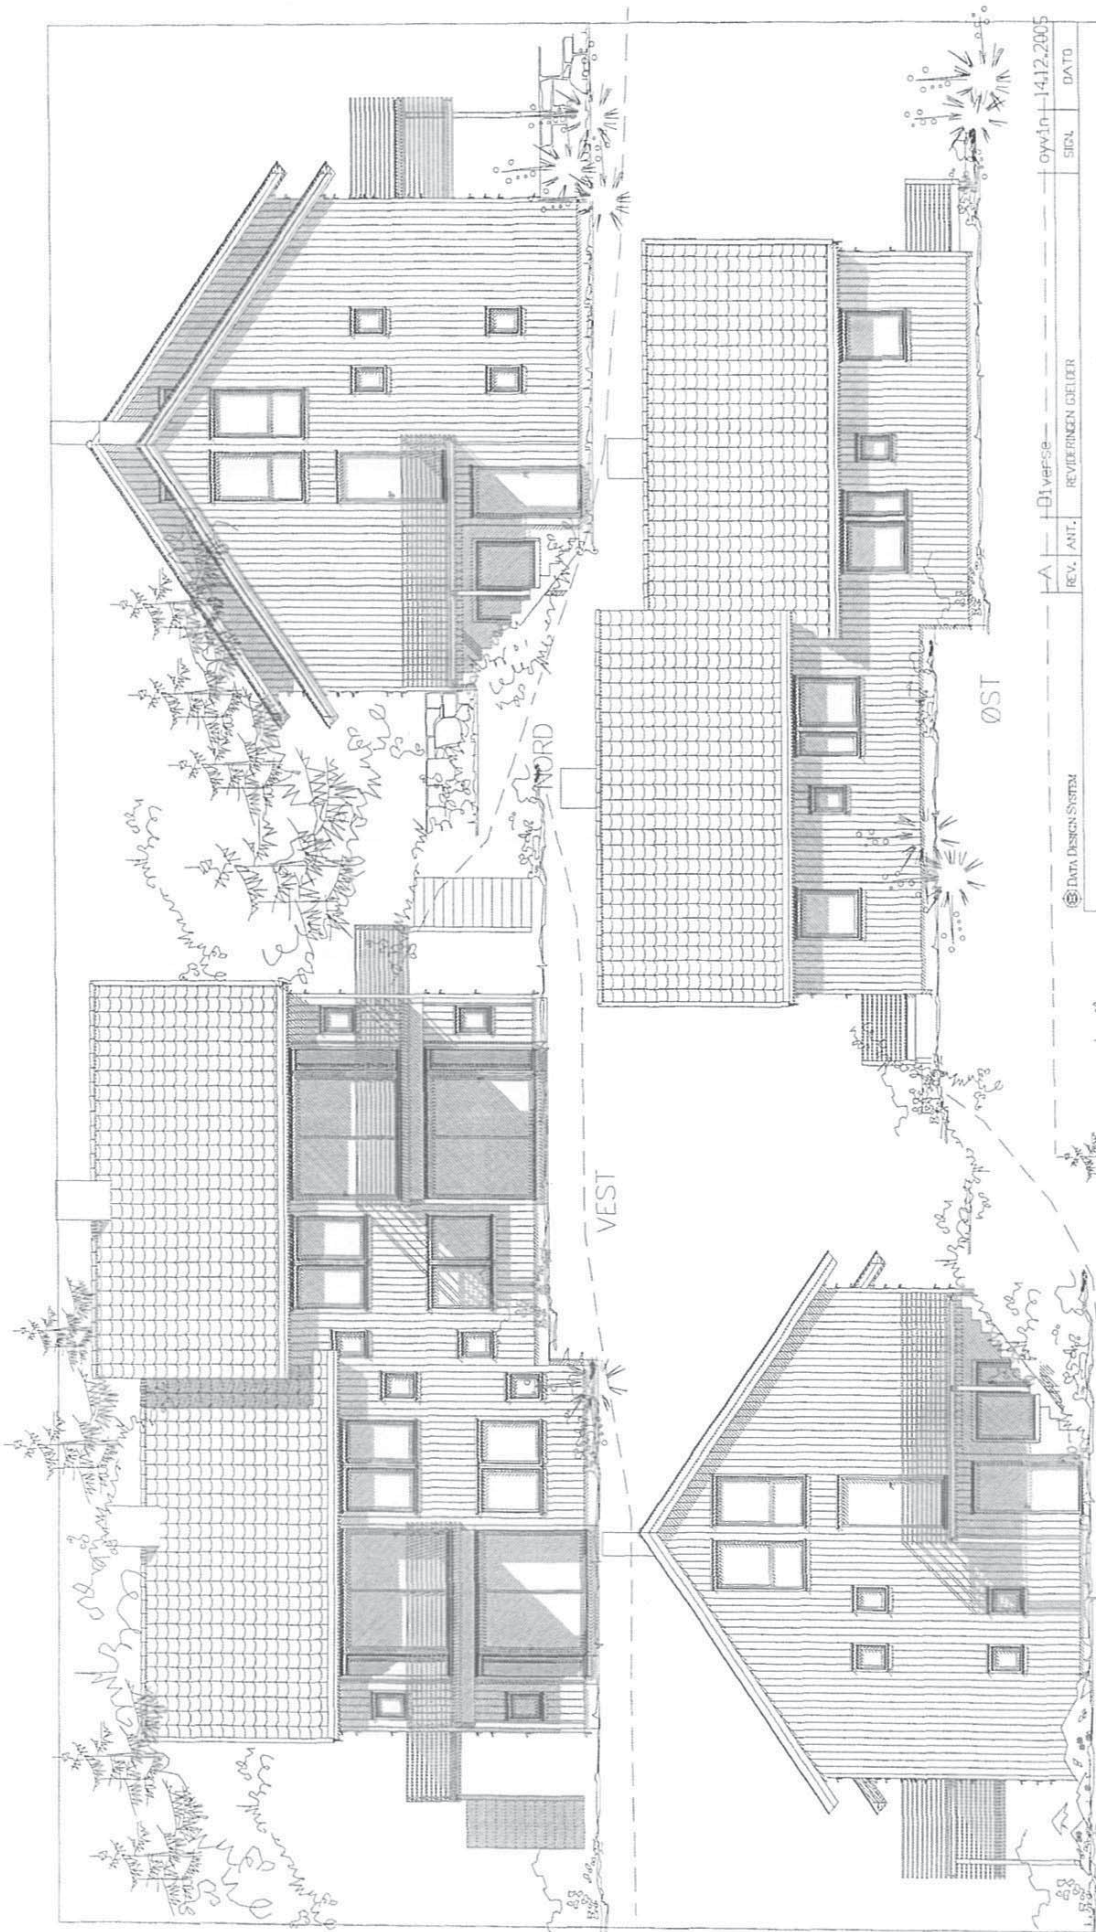 NORD
VEST
ØST
A Diverse oyvin 14.12.2005
REV. ANT. REVIDERINGEN GJELDER SIGN. DATO
DATA DESIGN SYSTEM